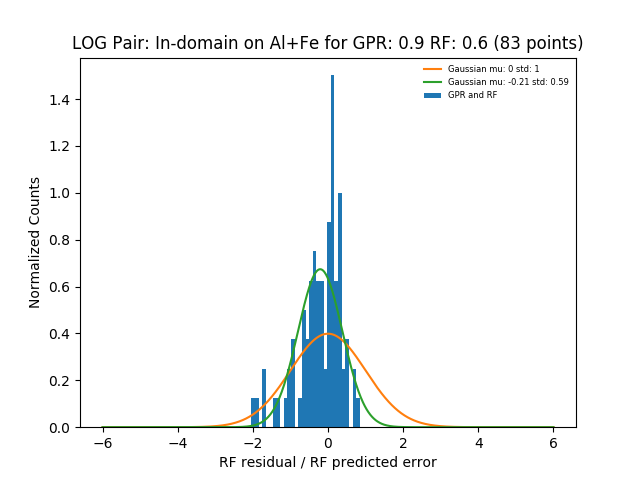 LOG Pair: In-domain on Al+Fe for GPR: 0.9 RF: 0.6 (83 points)
Gaussian mu: 0 std: 1
Gaussian mu: -0.21 std: 0.59
GPR and RF
Normalized Counts
1.4
1.2
1.0
0.8
0.6
0.4
0.2
0.0
−6
−4
−2
0
2
4
6
RF residual / RF predicted error